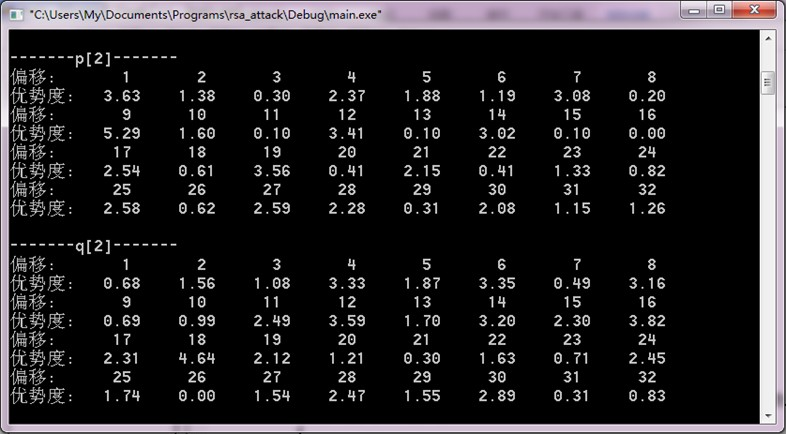 "C:\Users\My\Documents\Programs\rsa_attack\Debug\main.exe"
-------p[2]-------
偏移: 1 2 3 4 5 6 7 8
优势度: 3.63 1.38 0.30 2.37 1.88 1.19 3.08 0.20
偏移: 9 10 11 12 13 14 15 16
优势度: 5.29 1.60 0.10 3.41 0.10 3.02 0.10 0.00
偏移: 17 18 19 20 21 22 23 24
优势度: 2.54 0.61 3.56 0.41 2.15 0.41 1.33 0.82
偏移: 25 26 27 28 29 30 31 32
优势度: 2.58 0.62 2.59 2.28 0.31 2.08 1.15 1.26
-------q[2]-------
偏移: 1 2 3 4 5 6 7 8
优势度: 0.68 1.56 1.08 3.33 1.87 3.35 0.49 3.16
偏移: 9 10 11 12 13 14 15 16
优势度: 0.69 0.99 2.49 3.59 1.70 3.20 2.30 3.82
偏移: 17 18 19 20 21 22 23 24
优势度: 2.31 4.64 2.12 1.21 0.30 1.63 0.71 2.45
偏移: 25 26 27 28 29 30 31 32
优势度: 1.74 0.00 1.54 2.47 1.55 2.89 0.31 0.83